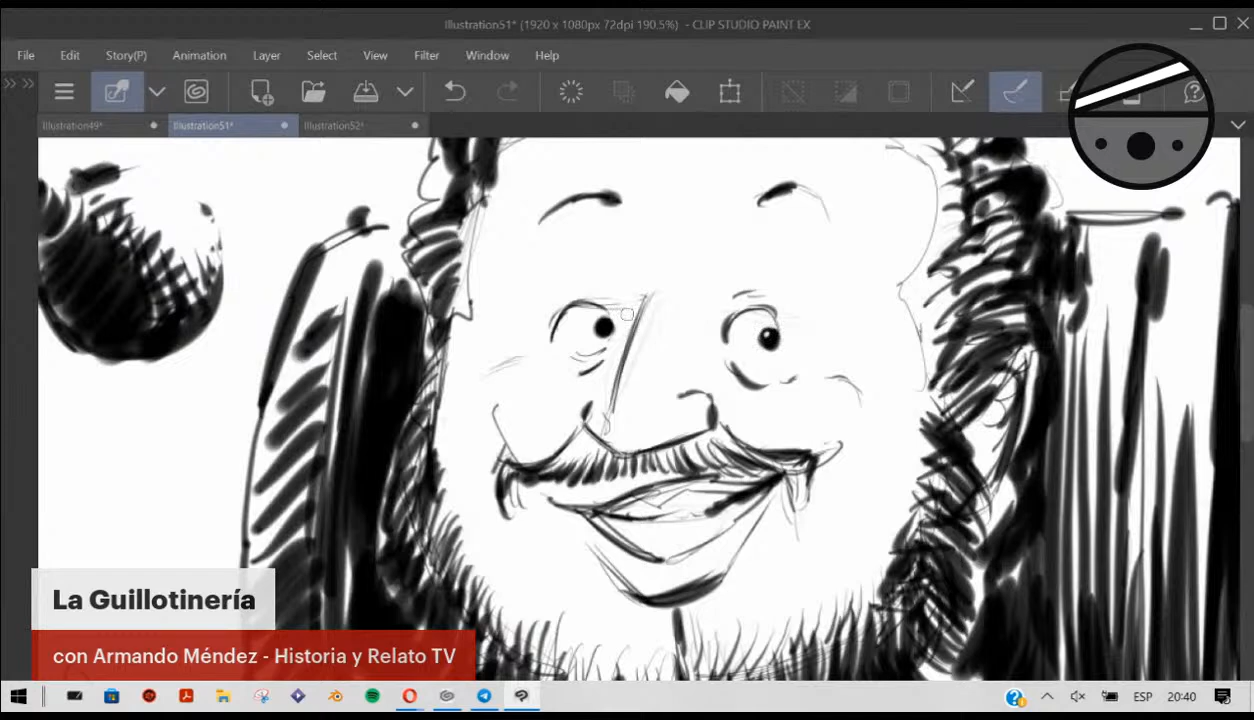 Illustration51* (1920 x 1080px 72dpi 190.5%) - CLIP STUDIO PAINT EX
File Edit Story(P) Animation Layer Select View Filter Window Help
Illustration49* Illustration51* Illustration52*
La Guillotinería
con Armando Méndez - Historia y Relato TV
ESP 20:40